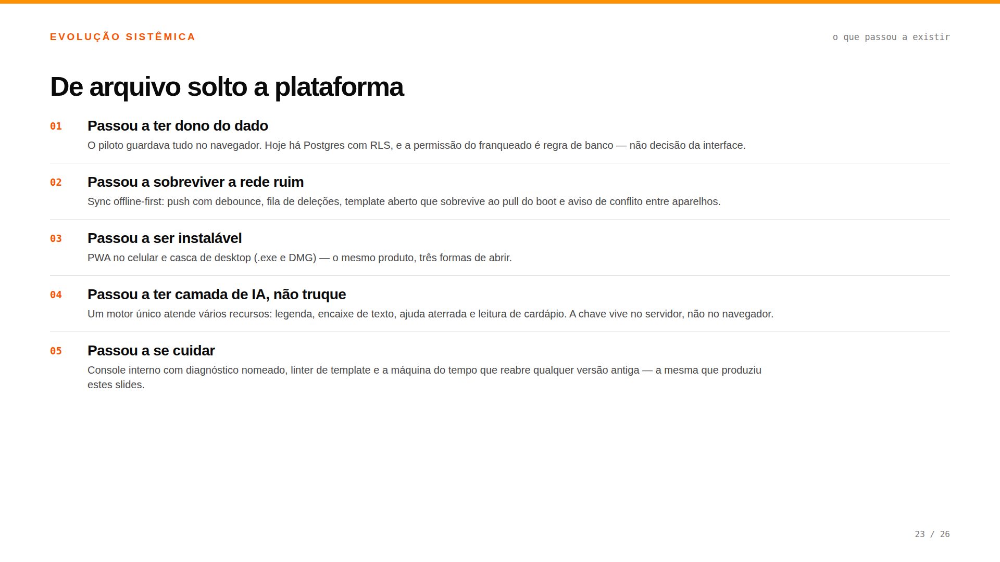 EVOLUÇÃO SISTÊMICA
o que passou a existir
De arquivo solto a plataforma
01
Passou a ter dono do dado
O piloto guardava tudo no navegador. Hoje há Postgres com RLS, e a permissão do franqueado é regra de banco — não decisão da interface.
02
Passou a sobreviver a rede ruim
Sync offline-first: push com debounce, fila de deleções, template aberto que sobrevive ao pull do boot e aviso de conflito entre aparelhos.
03
Passou a ser instalável
PWA no celular e casca de desktop (.exe e DMG) — o mesmo produto, três formas de abrir.
04
Passou a ter camada de IA, não truque
Um motor único atende vários recursos: legenda, encaixe de texto, ajuda aterrada e leitura de cardápio. A chave vive no servidor, não no navegador.
05
Passou a se cuidar
Console interno com diagnóstico nomeado, linter de template e a máquina do tempo que reabre qualquer versão antiga — a mesma que produziu
estes slides.
23 / 26